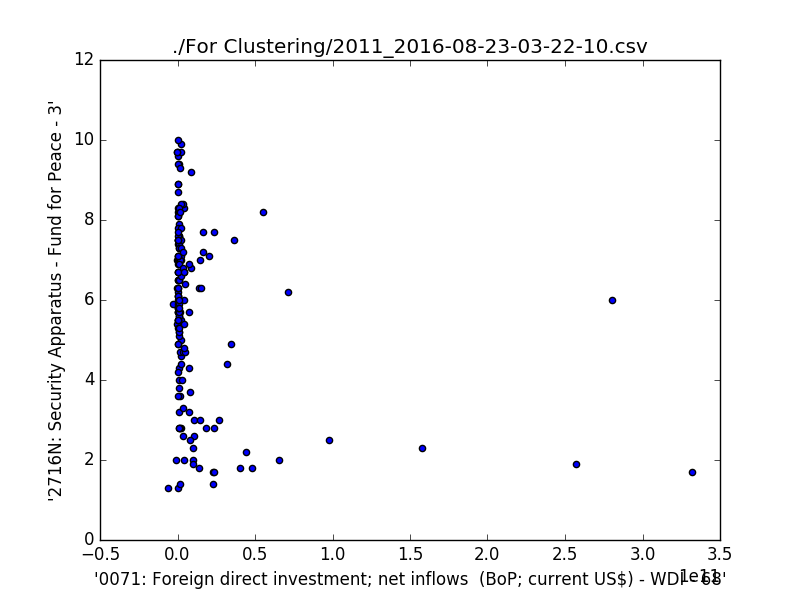 ./For Clustering/2011_2016-08-23-03-22-10.csv
12
10
8
6
4
2
0
'2716N: Security Apparatus - Fund for Peace - 3'
−0.5 0.0 0.5 1.0 1.5 2.0 2.5 3.0 3.5
1e11
'0071: Foreign direct investment; net inflows (BoP; current US$) - WDI - 68'